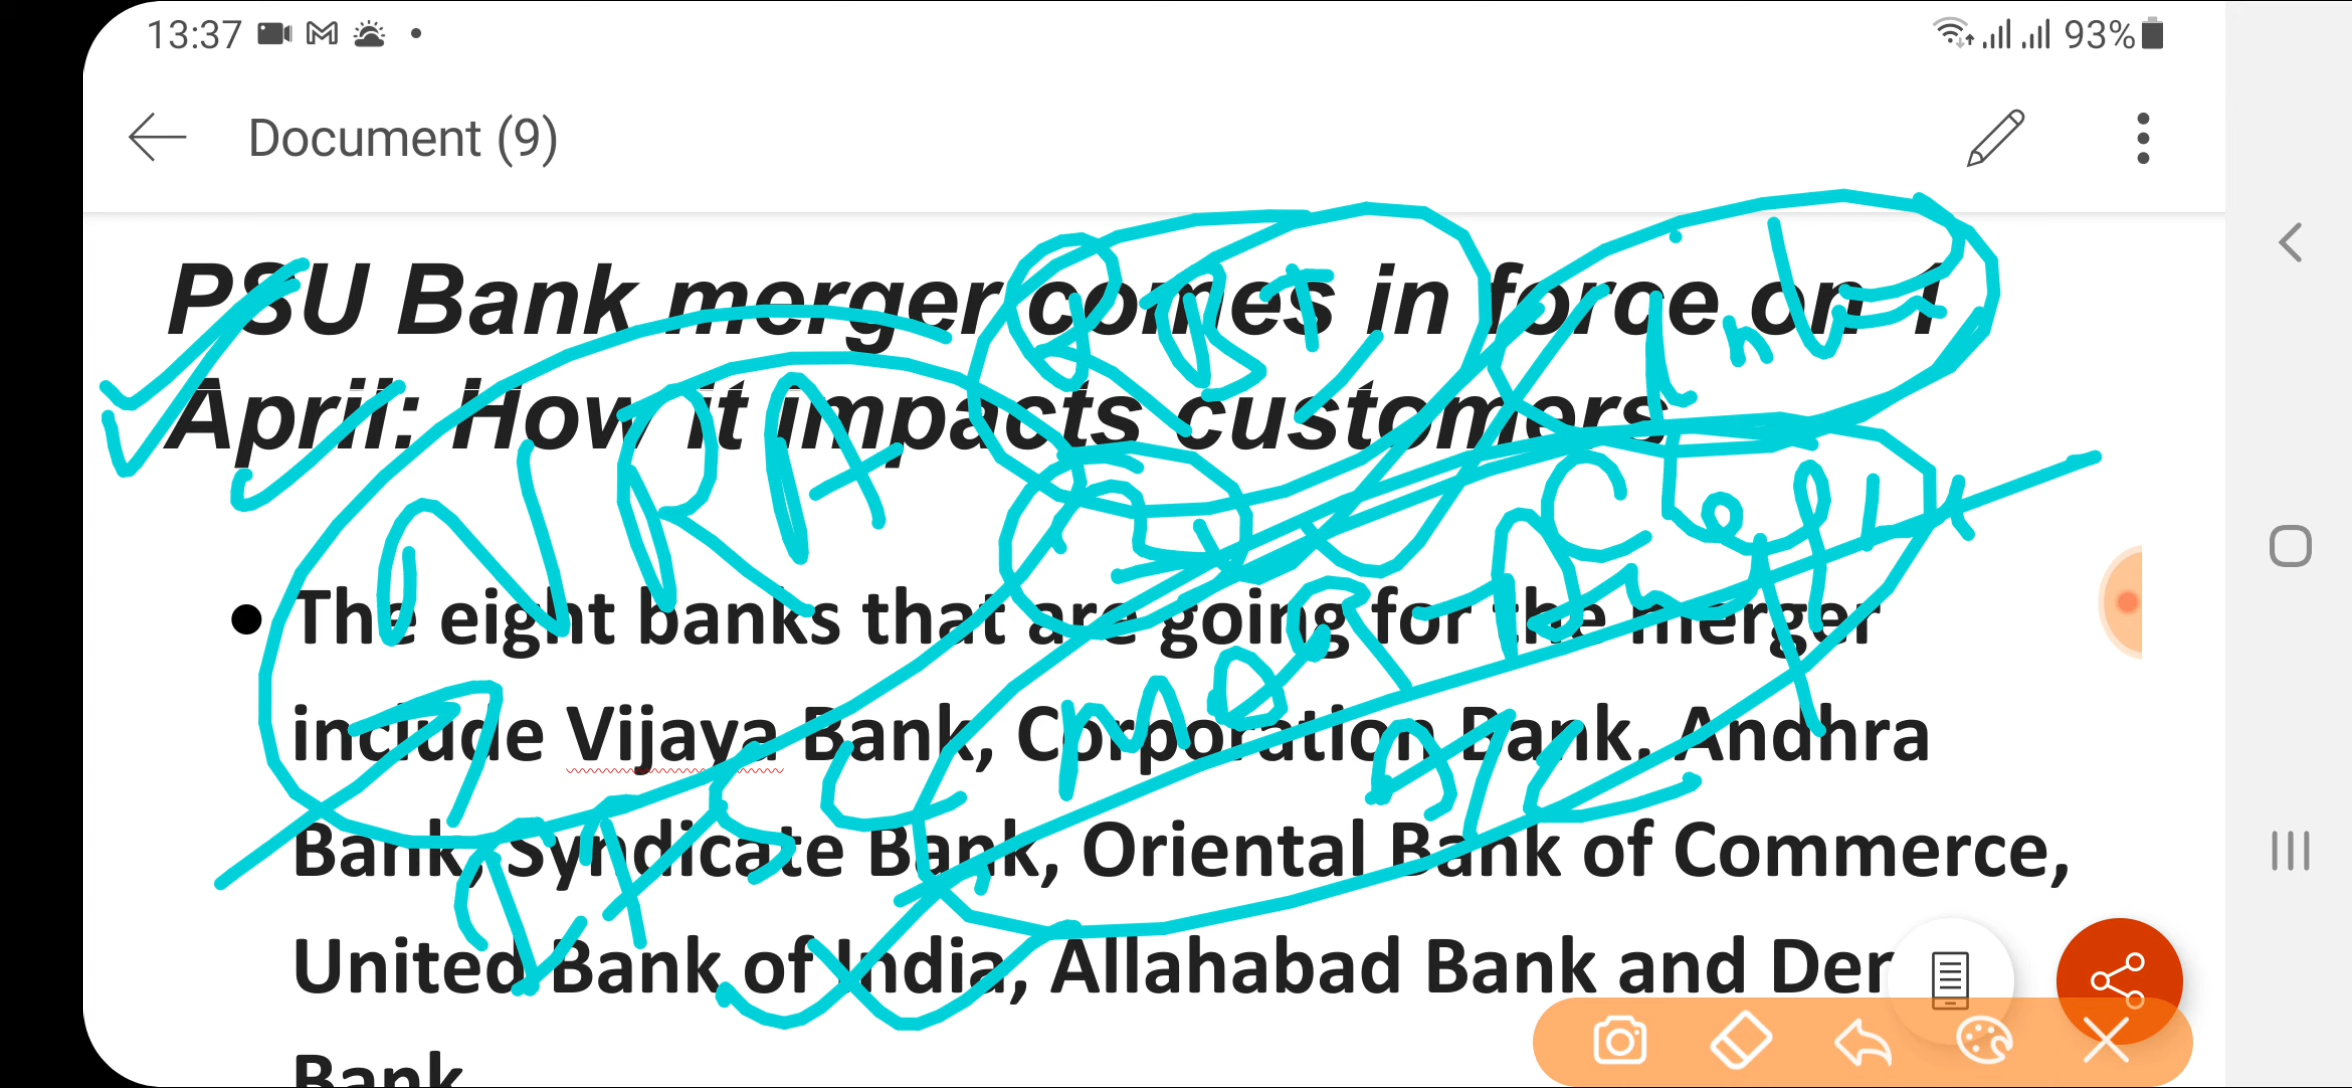 13:37 93%
Document (9)
PSU Bank merger comes in force on 1
April: How it impacts customers
NRA
• The eight banks that are going for the merger
include Vijaya Bank, Corporation Bank, Andhra
Bank, Syndicate Bank, Oriental Bank of Commerce,
United Bank of India, Allahabad Bank and
Bank